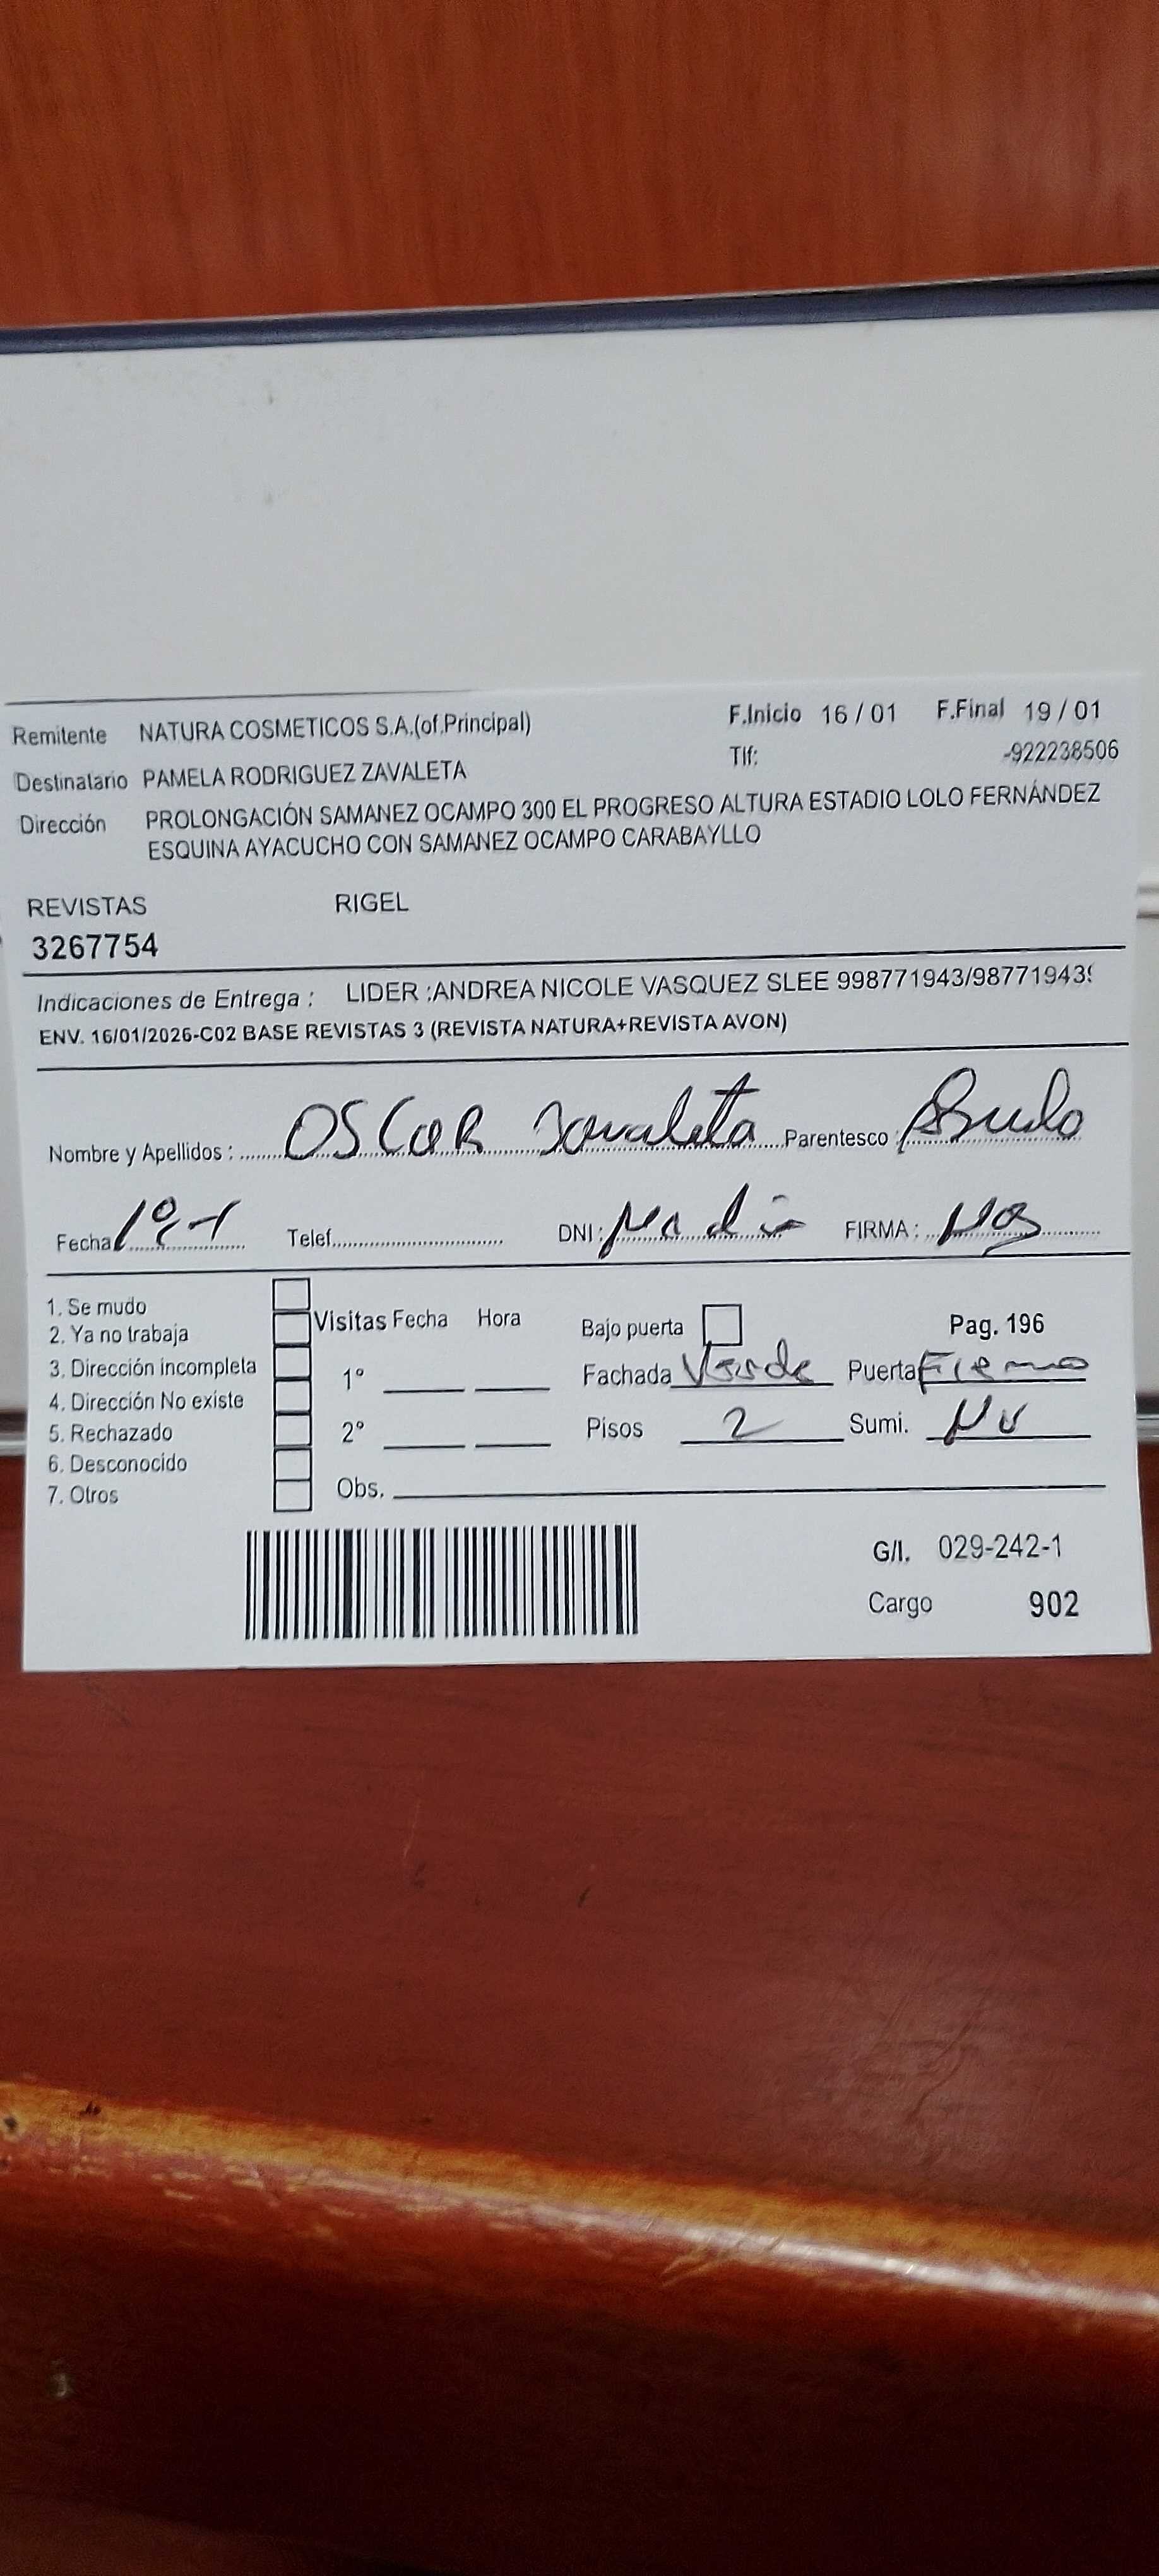 Remitente NATURA COSMETICOS S.A.(of.Principal) F.Inicio 16 / 01 F.Final 19 / 01
Tlf: -922238506
Destinatario PAMELA RODRIGUEZ ZAVALETA
Dirección PROLONGACIÓN SAMANEZ OCAMPO 300 EL PROGRESO ALTURA ESTADIO LOLO FERNÁNDEZ
ESQUINA AYACUCHO CON SAMANEZ OCAMPO CARABAYLLO
REVISTAS RIGEL
3267754
Indicaciones de Entrega : LIDER :ANDREA NICOLE VASQUEZ SLEE 998771943/98771943
ENV. 16/01/2026-C02 BASE REVISTAS 3 (REVISTA NATURA+REVISTA AVON)
Nombre y Apellidos : OSCAR Zavaleta Parentesco :
Fecha Telef. DNI : FIRMA :
1. Se mudo
2. Ya no trabaja
3. Dirección incompleta
4. Dirección No existe
5. Rechazado
6. Desconocido
7. Otros
Visitas Fecha Hora
1°
2°
Bajo puerta Pag. 196
Fachada Verde Puerta Fierro
Pisos 2 Sumi.
Obs.
G/I. 029-242-1
Cargo 902